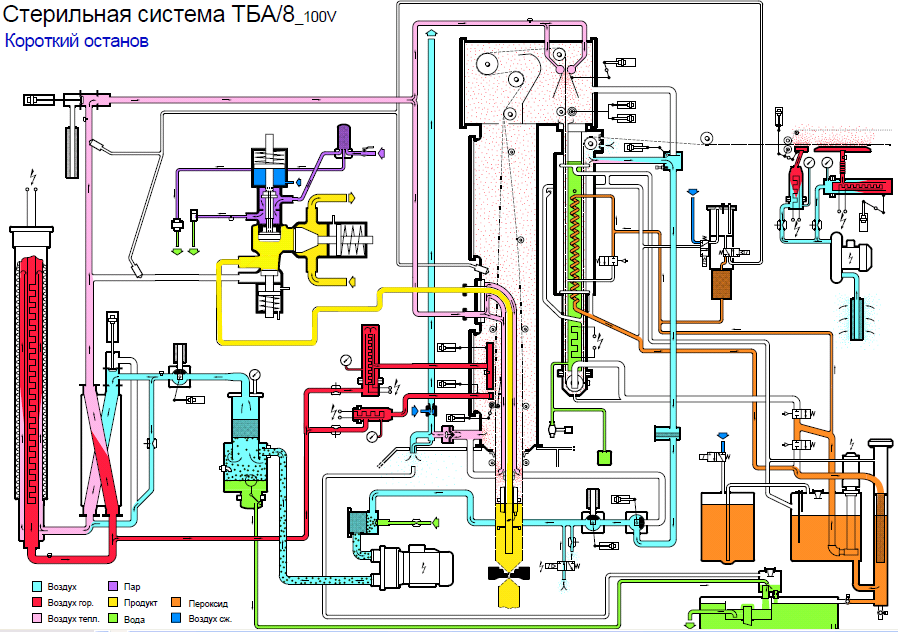 Стерильная система ТБА/8_100V
Короткий останов
Воздух
Воздух гор.
Воздух тепл.
Пар
Продукт
Вода
Пероксид
Воздух сж.